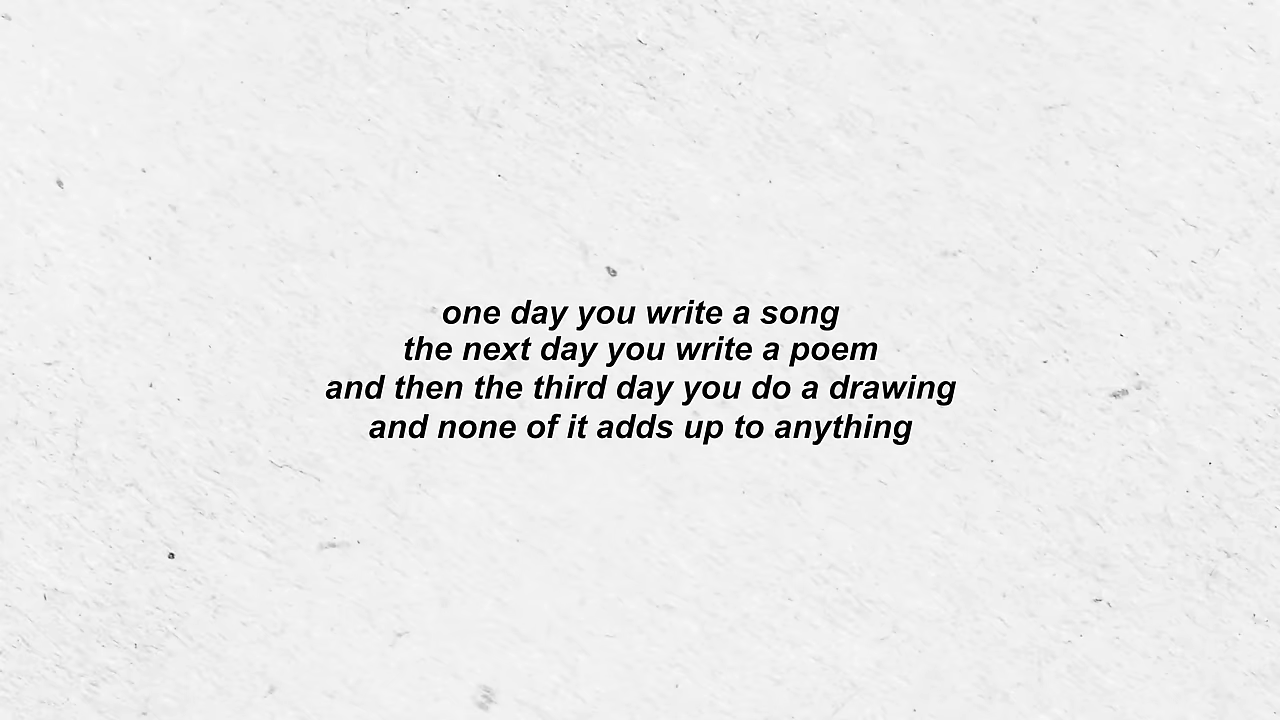 one day you write a song
the next day you write a poem
and then the third day you do a drawing
and none of it adds up to anything